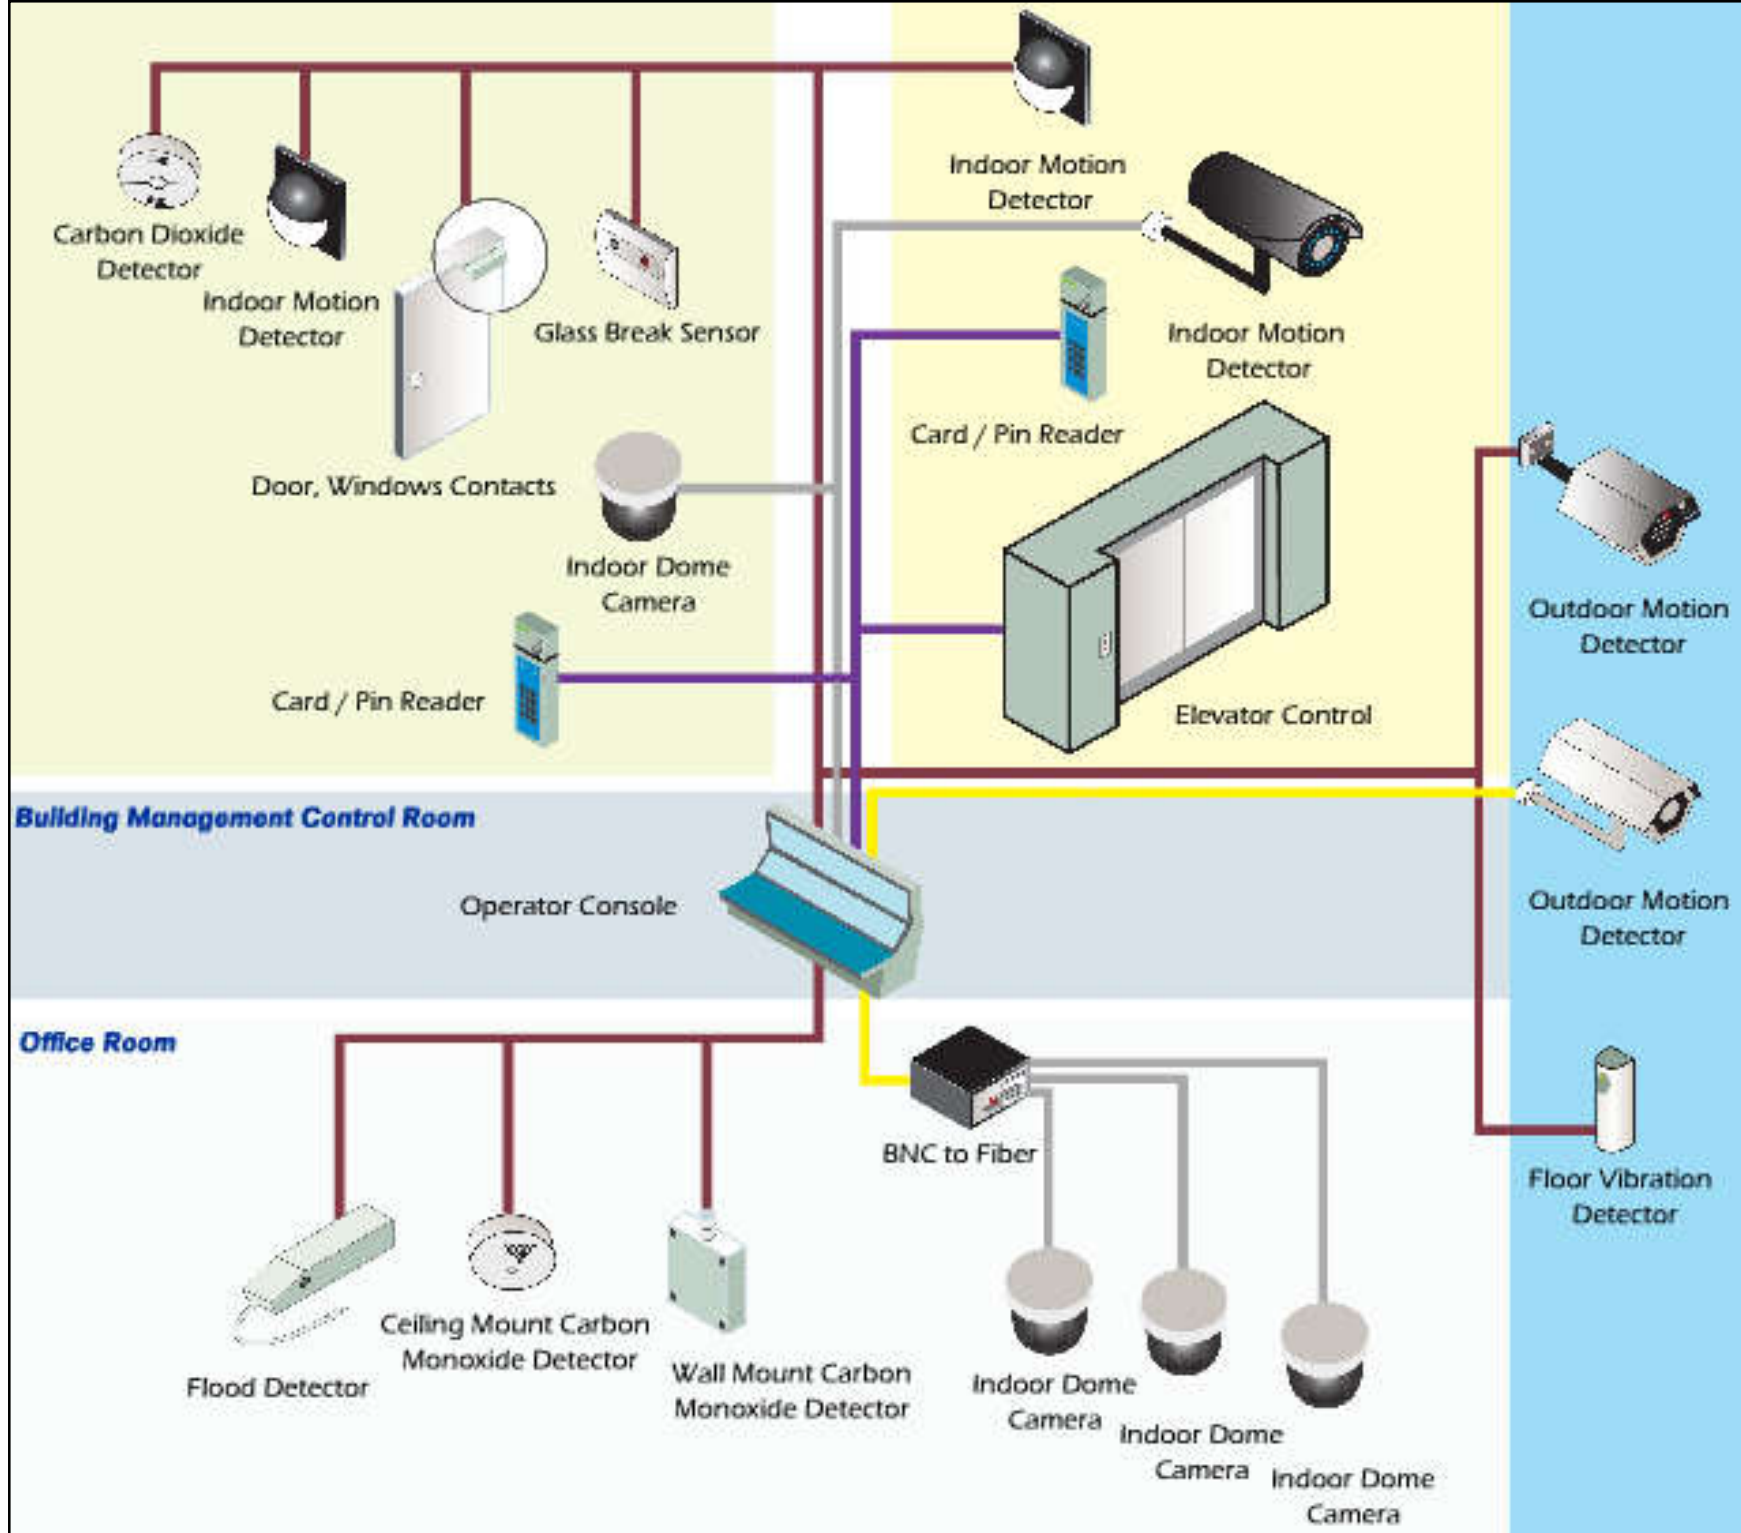 Carbon Dioxide
Detector
Indoor Motion
Detector
Glass Break Sensor
Door, Windows Contacts
Indoor Dome
Camera
Card / Pin Reader
Indoor Motion
Detector
Indoor Motion
Detector
Card / Pin Reader
Elevator Control
Outdoor Motion
Detector
Outdoor Motion
Detector
Floor Vibration
Detector
Building Management Control Room
Operator Console
Office Room
BNC to Fiber
Flood Detector
Ceiling Mount Carbon
Monoxide Detector
Wall Mount Carbon
Monoxide Detector
Indoor Dome
Camera
Indoor Dome
Camera
Indoor Dome
Camera